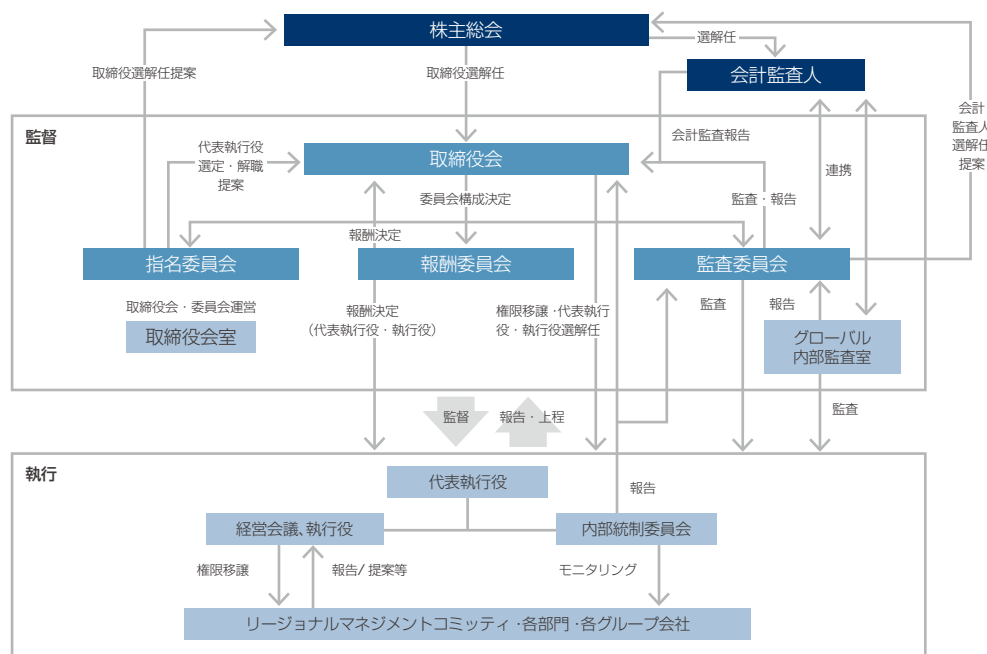 株主総会
選解任
会計監査人
取締役選解任提案
取締役選解任
会計
監査人
選解任
提案
監督
代表執行役
選定・解職
提案
取締役会
会計監査報告
連携
委員会構成決定
監査・報告
報酬決定
指名委員会
報酬委員会
監査委員会
取締役会・委員会運営
取締役会室
報酬決定
（代表執行役・執行役）
権限移譲・代表執行
役・執行役選解任
監査
報告
グローバル
内部監査室
監査
監督
報告・上程
執行
代表執行役
報告
経営会議、執行役
内部統制委員会
権限移譲
報告/提案等
モニタリング
リージョナルマネジメントコミッティ・各部門・各グループ会社